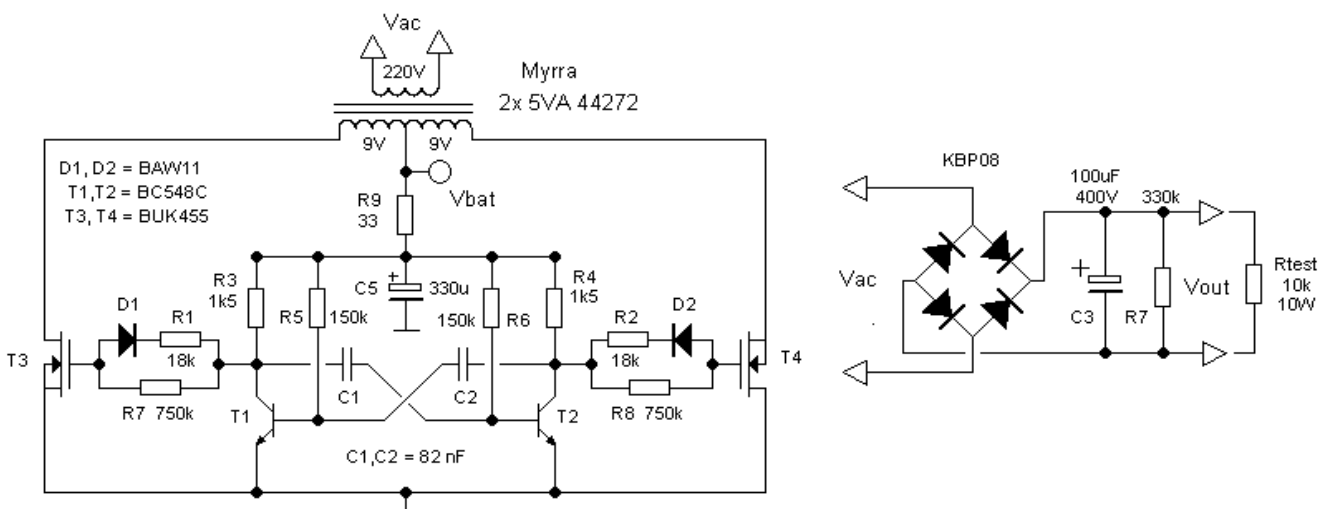 Vac
220V
Myrra
2x 5VA 44272
9V 9V
D1, D2 = BAW11
T1,T2 = BC548C
T3, T4 = BUK455
Vbat
R9
33
R3
1k5
R5
150k
C5
+
330u
150k
R6
R4
1k5
D1
R1
18k
R7 750k
T3
T1
C1
C2
T2
R2
18k
D2
R8 750k
T4
C1,C2 = 82 nF
KBP08
Vac
100uF
400V
+
C3
330k
R7
Vout
Rtest
10k
10W